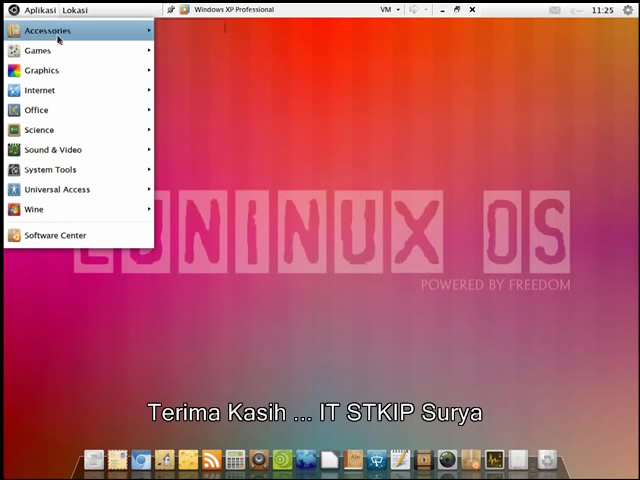 Aplikasi Lokasi Windows XP Professional VM 11:25
Accessories
Games
Graphics
Internet
Office
Science
Sound & Video
System Tools
Universal Access
Wine
Software Center
LUNINUX OS
POWERED BY FREEDOM
Terima Kasih ... IT STKIP Surya